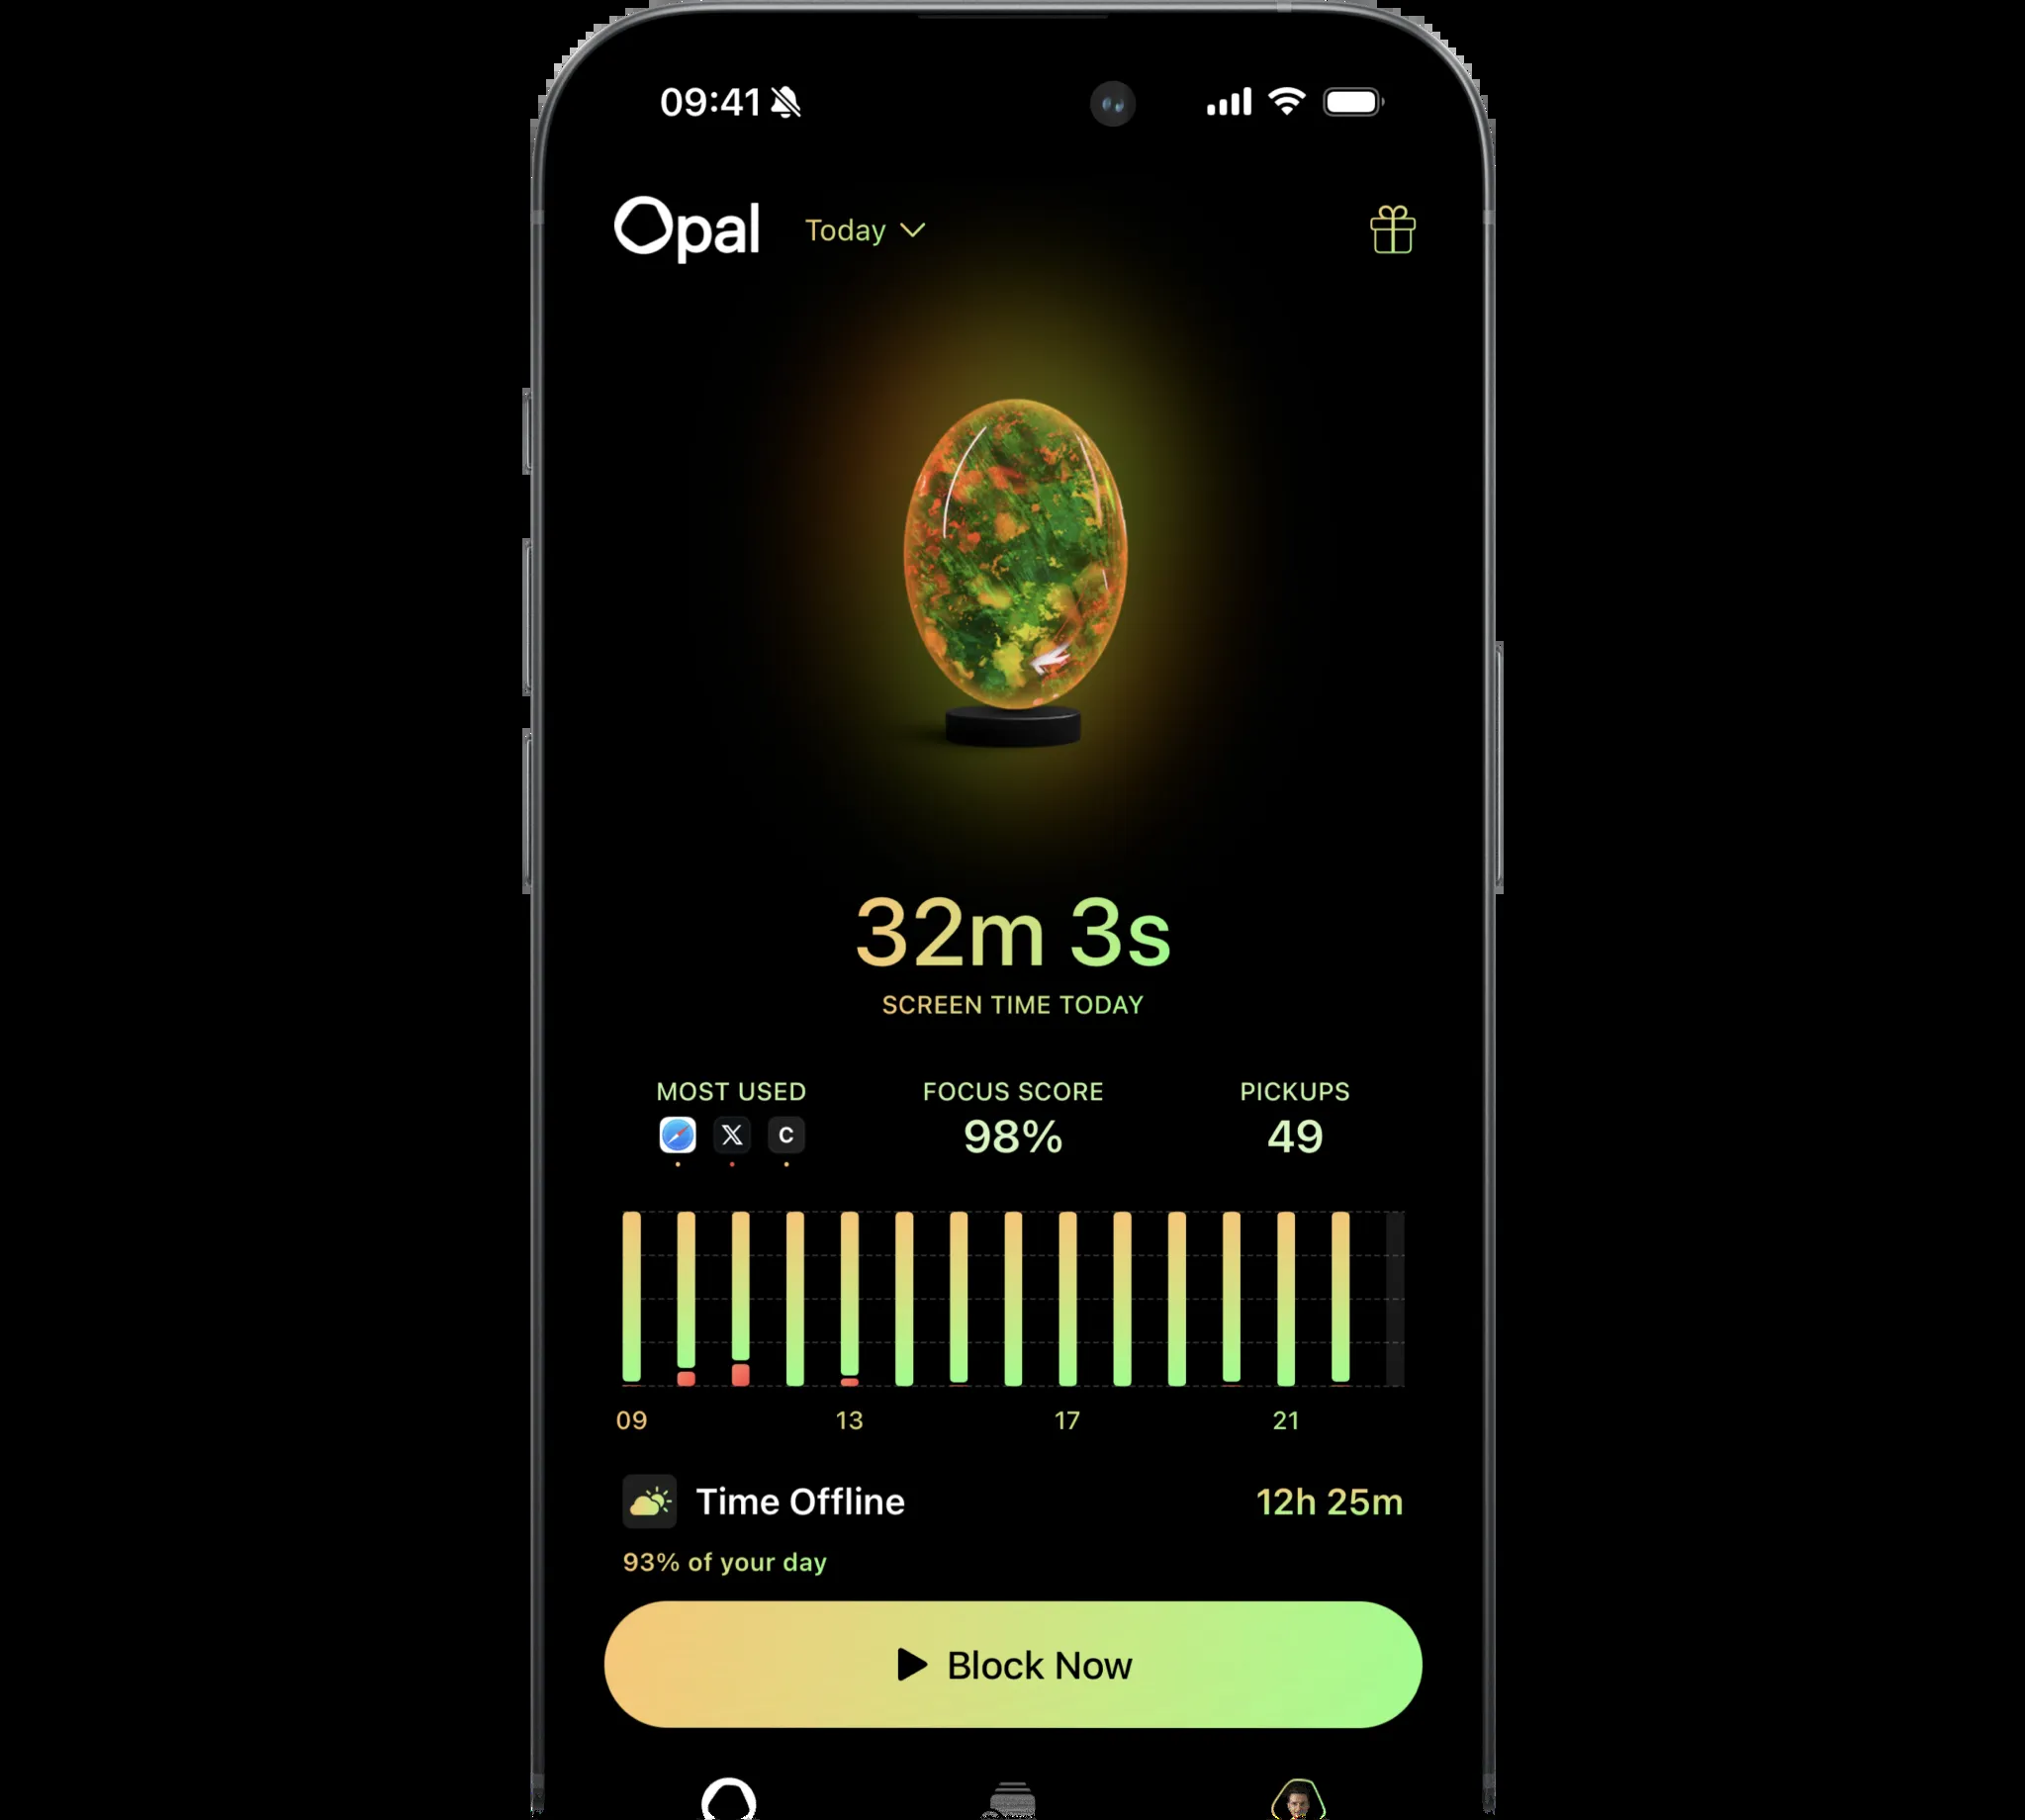 09:41
Opal Today
32m 3s
SCREEN TIME TODAY
MOST USED FOCUS SCORE PICKUPS
X C 98% 49
09 13 17 21
Time Offline 12h 25m
93% of your day
Block Now